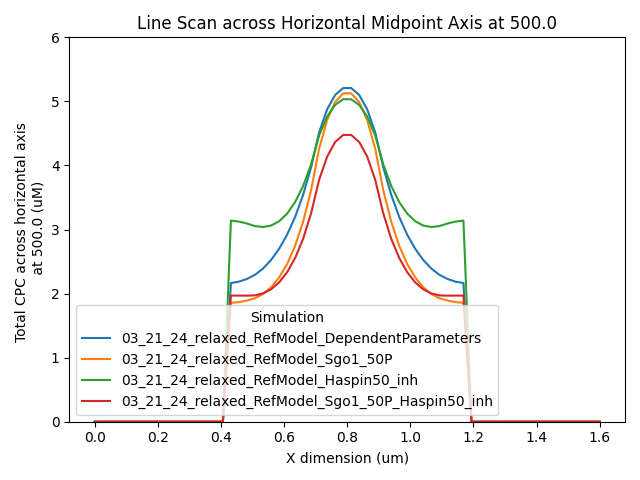 Line Scan across Horizontal Midpoint Axis at 500.0
Total CPC across horizontal axis
at 500.0 (uM)
6
5
4
3
2
1
0
Simulation
03_21_24_relaxed_RefModel_DependentParameters
03_21_24_relaxed_RefModel_Sgo1_50P
03_21_24_relaxed_RefModel_Haspin50_inh
03_21_24_relaxed_RefModel_Sgo1_50P_Haspin50_inh
0.0 0.2 0.4 0.6 0.8 1.0 1.2 1.4 1.6
X dimension (um)